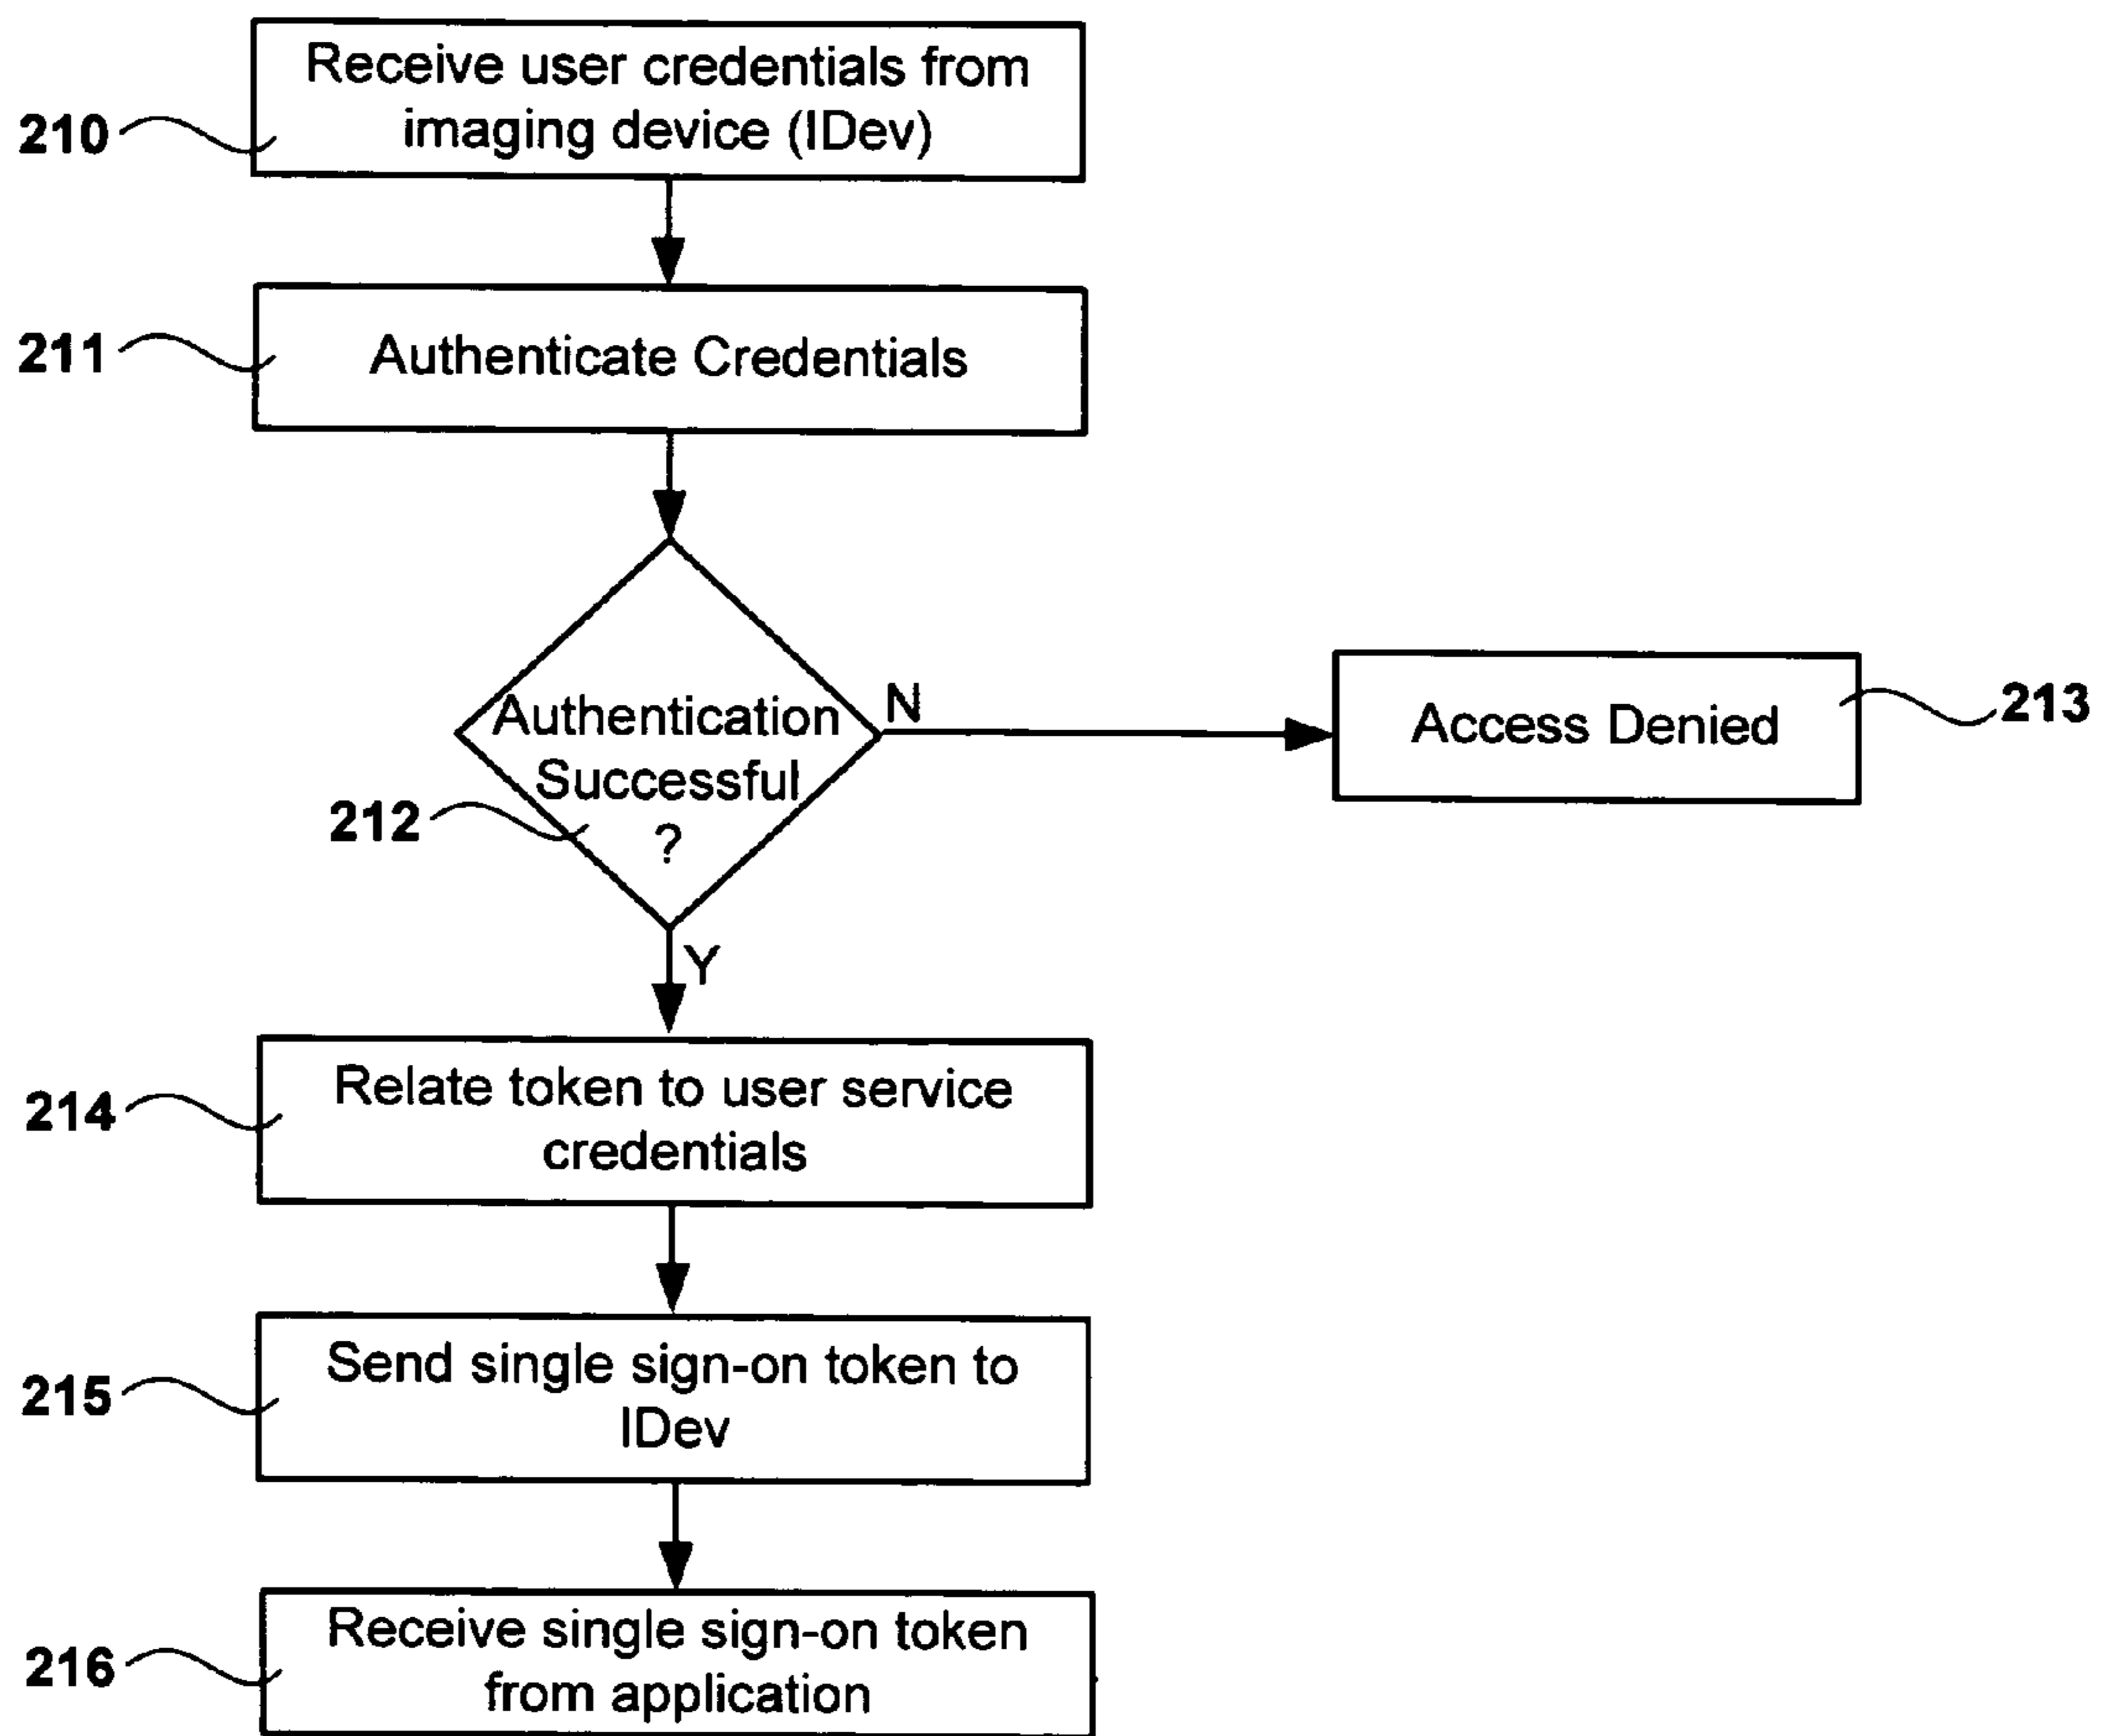 Receive user credentials from
imaging device (IDev)
210
Authenticate Credentials
211
Authentication
Successful
?
212
N
Access Denied
213
Y
Relate token to user service
credentials
214
Send single sign-on token to
IDev
215
Receive single sign-on token
from application
216